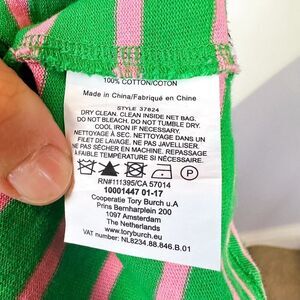 100% COTTON/COTON
Made in China/Fabriqué en Chine
STYLE 37824
DRY CLEAN. CLEAN INSIDE NET BAG.
DO NOT BLEACH. DO NOT TUMBLE DRY.
COOL IRON IF NECESSARY.
NETTOYAGE À SEC. NETTOYAGE DANS UN
FILET DE LAVAGE. NE PAS JAVELLISER.
NE PAS SÉCHER EN MACHINE. REPASSAGE
À FAIBLE TEMPÉRATURE SI NÉCESSAIRE.
RN#111395/CA 57014
10001447 01-17
Cooperatie Tory Burch u.A
Prins Bernhardplein 200
1097 Amsterdam
The Netherlands
www.toryburch.eu
VAT number: NL8234.88.846.B.01